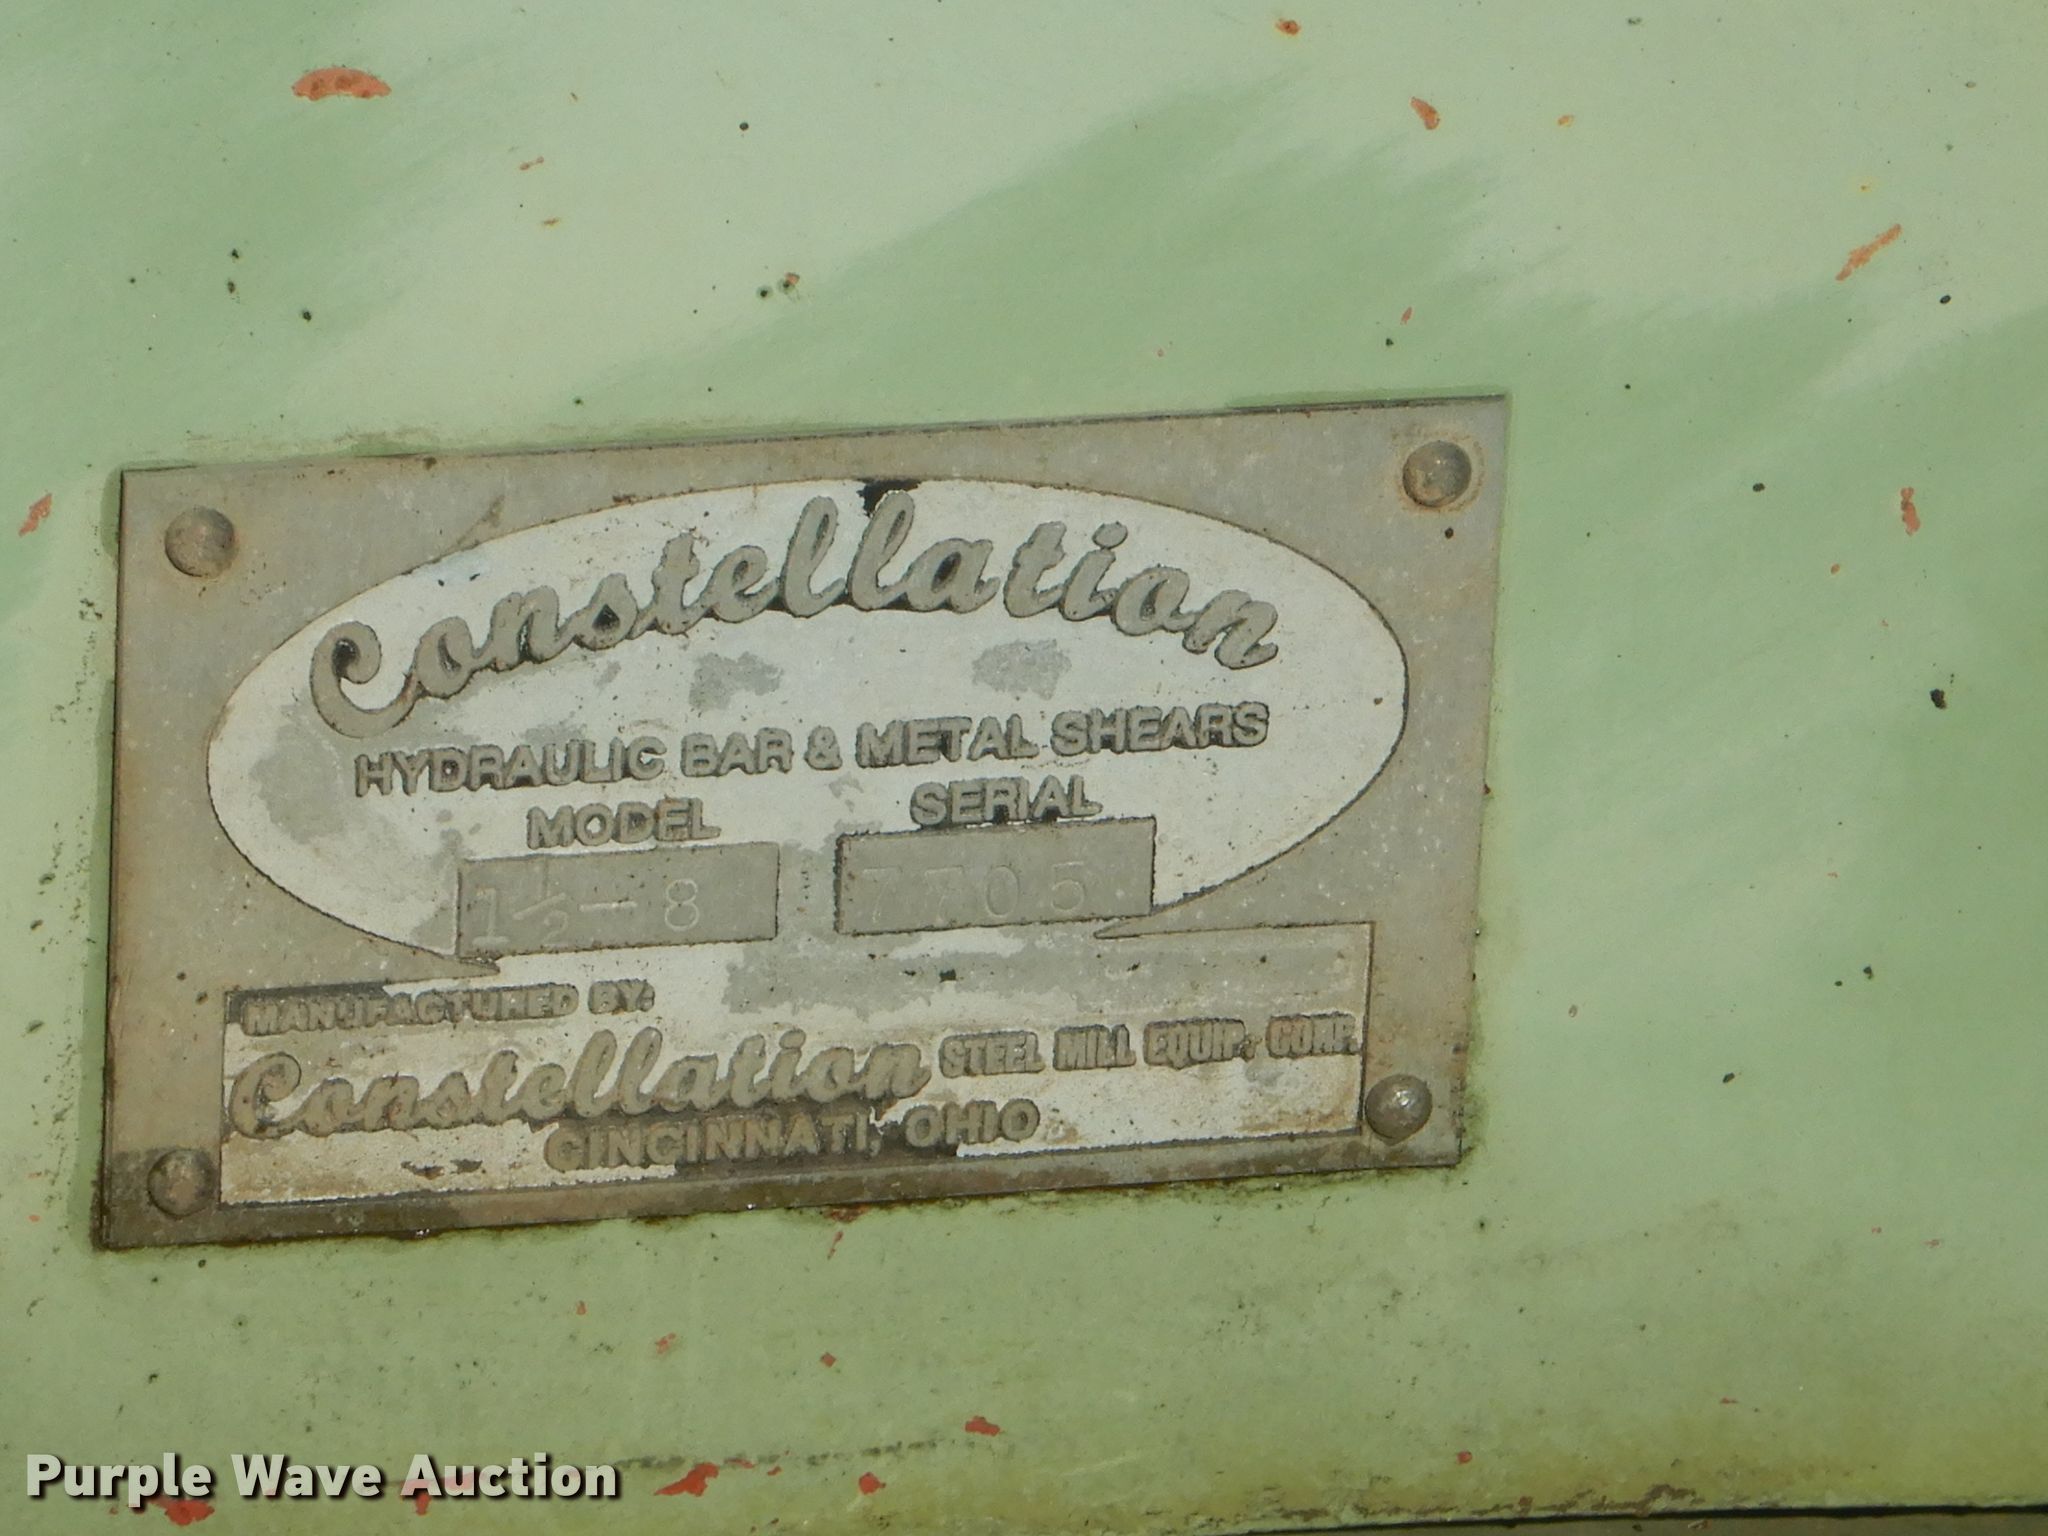 Constellation
HYDRAULIC BAR & METAL SHEARS
MODEL SERIAL
1½-8 7705
MANUFACTURED BY:
Constellation STEEL MILL EQUIP. CORP.
CINCINNATI, OHIO
Purple Wave Auction